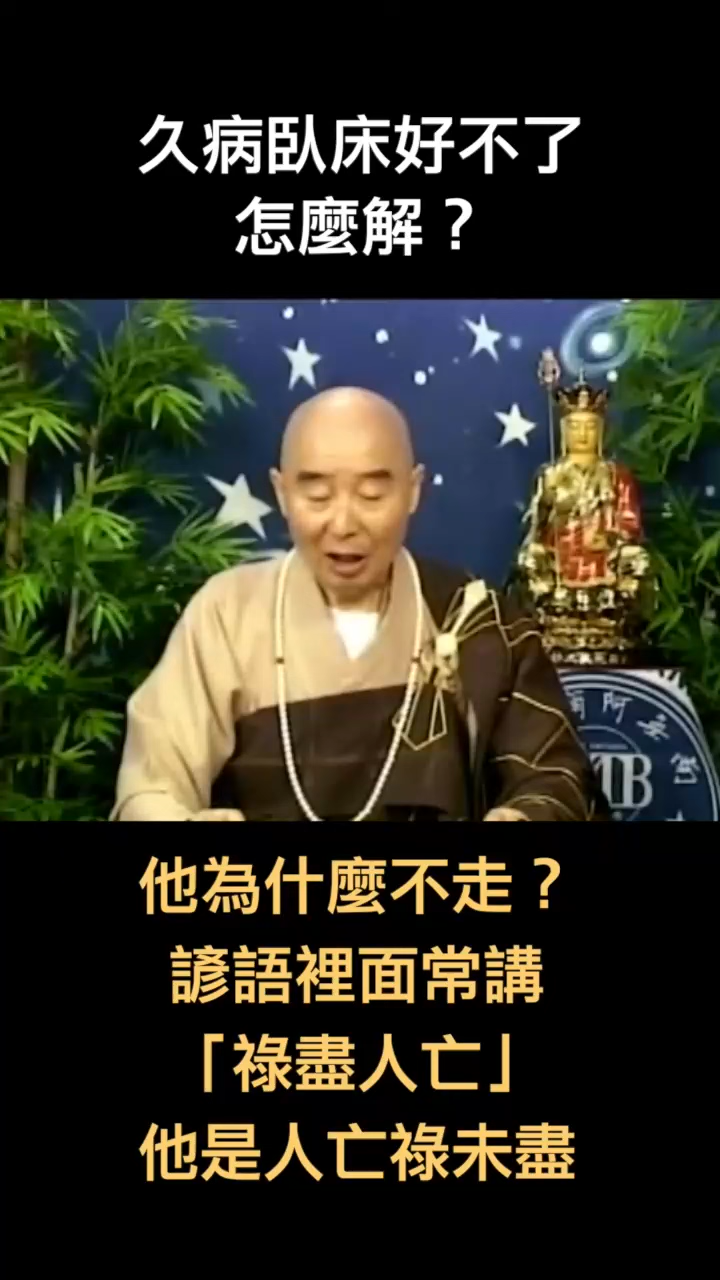 久病臥床好不了
怎麼解？
他為什麼不走？
諺語裡面常講
「祿盡人亡」
他是人亡祿未盡